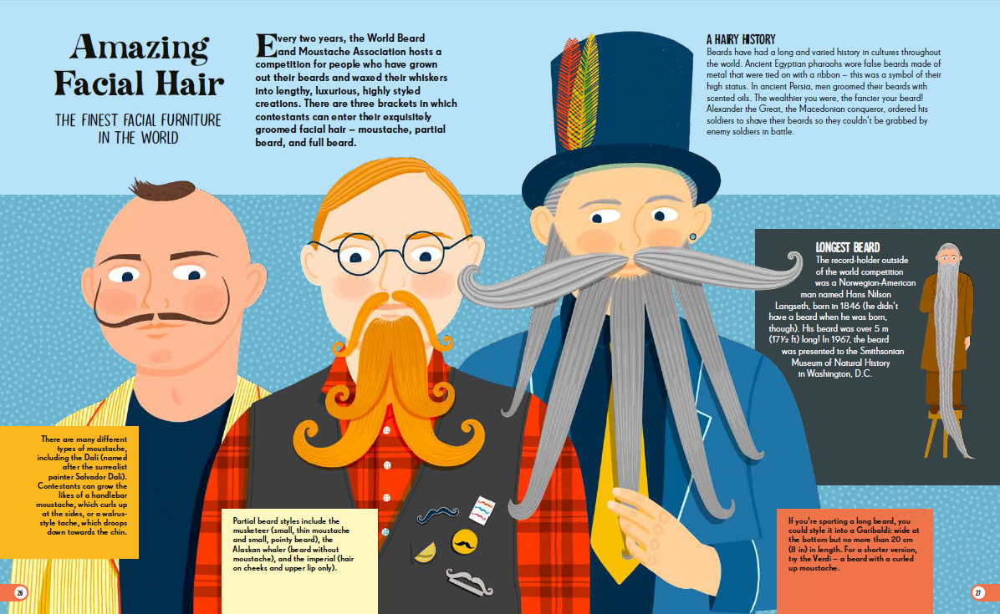 Amazing
Facial Hair
THE FINEST FACIAL FURNITURE
IN THE WORLD
Every two years, the World Beard
and Moustache Association hosts a
competition for people who have grown
out their beards and waxed their whiskers
into lengthy, luxurious, highly styled
creations. There are three brackets in which
contestants can enter their exquisitely
groomed facial hair – moustache, partial
beard, and full beard.
A HAIRY HISTORY
Beards have had a long and varied history in cultures throughout
the world. Ancient Egyptian pharaohs wore false beards made of
metal that were tied on with a ribbon – this was a symbol of their
high status. In ancient Persia, men groomed their beards with
scented oils. The wealthier you were, the fancier your beard!
Alexander the Great, the Macedonian conqueror, ordered his
soldiers to shave their beards so they couldn't be grabbed by
enemy soldiers in battle.
LONGEST BEARD
The record-holder outside
of the world competition
was a Norwegian-American
man named Hans Nilson
Langseth, born in 1846 (he didn't
have a beard when he was born,
though). His beard was over 5 m
(17½ ft) long! In 1967, the beard
was presented to the Smithsonian
Museum of Natural History
in Washington, D.C.
There are many different
types of moustache,
including the Dali (named
after the surrealist
painter Salvador Dali).
Contestants can grow the
likes of a handlebar
moustache, which curls up
at the sides, or a walrus-
style tache, which droops
down towards the chin.
Partial beard styles include the
musketeer (small, thin moustache
and small, pointy beard), the
Alaskan whaler (beard without
moustache), and the imperial (hair
on cheeks and upper lip only).
If you're sporting a long beard, you
could style it into a Garibaldi: wide at
the bottom but no more than 20 cm
(8 in) in length. For a shorter version,
try the Verdi – a beard with a curled
up moustache.
26
27